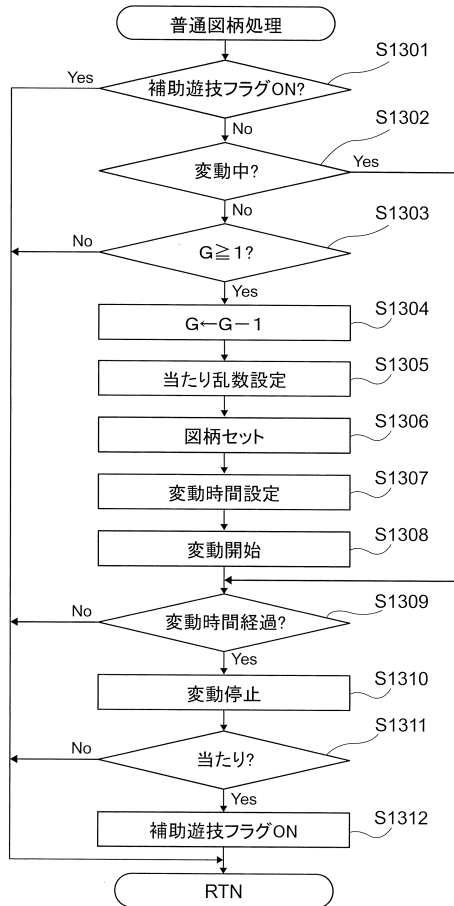 普通図柄処理
S1301
Yes
補助遊技フラグON?
No
S1302
変動中?
Yes
No
S1303
No
G≧1?
Yes
S1304
G←G－1
S1305
当たり乱数設定
S1306
図柄セット
S1307
変動時間設定
S1308
変動開始
S1309
No
変動時間経過?
Yes
S1310
変動停止
S1311
No
当たり?
Yes
S1312
補助遊技フラグON
RTN